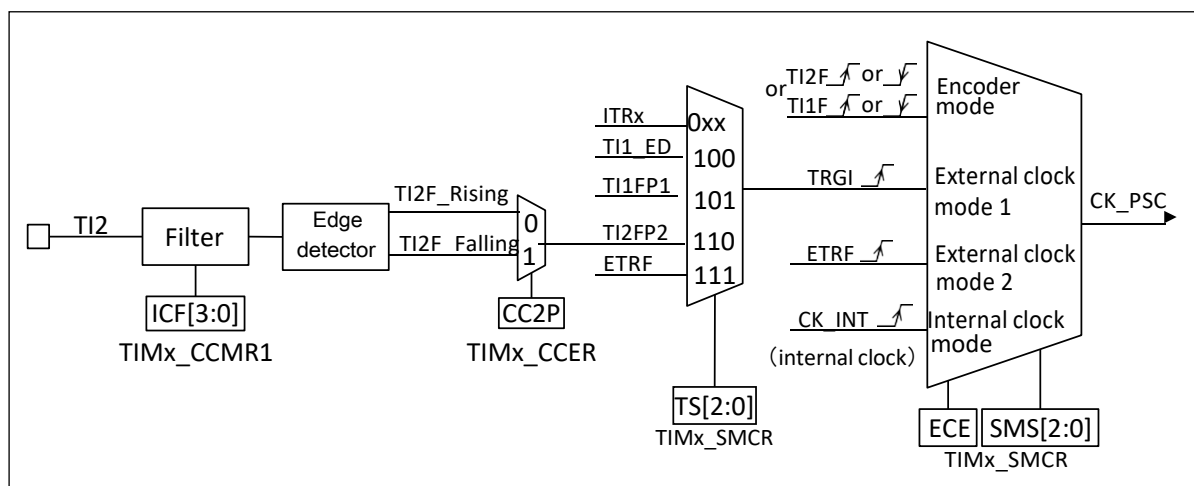 TI2
Filter
ICF[3:0]
TIMx_CCMR1
Edge
detector
TI2F_Rising
TI2F_Falling
0
1
CC2P
TIMx_CCER
ITRx
TI1_ED
TI1FP1
TI2FP2
ETRF
0xx
100
101
110
111
TS[2:0]
TIMx_SMCR
or TI2F or
TI1F or
TRGI
ETRF
CK_INT
(internal clock)
Encoder
mode
External clock
mode 1
External clock
mode 2
Internal clock
mode
ECE
SMS[2:0]
TIMx_SMCR
CK_PSC